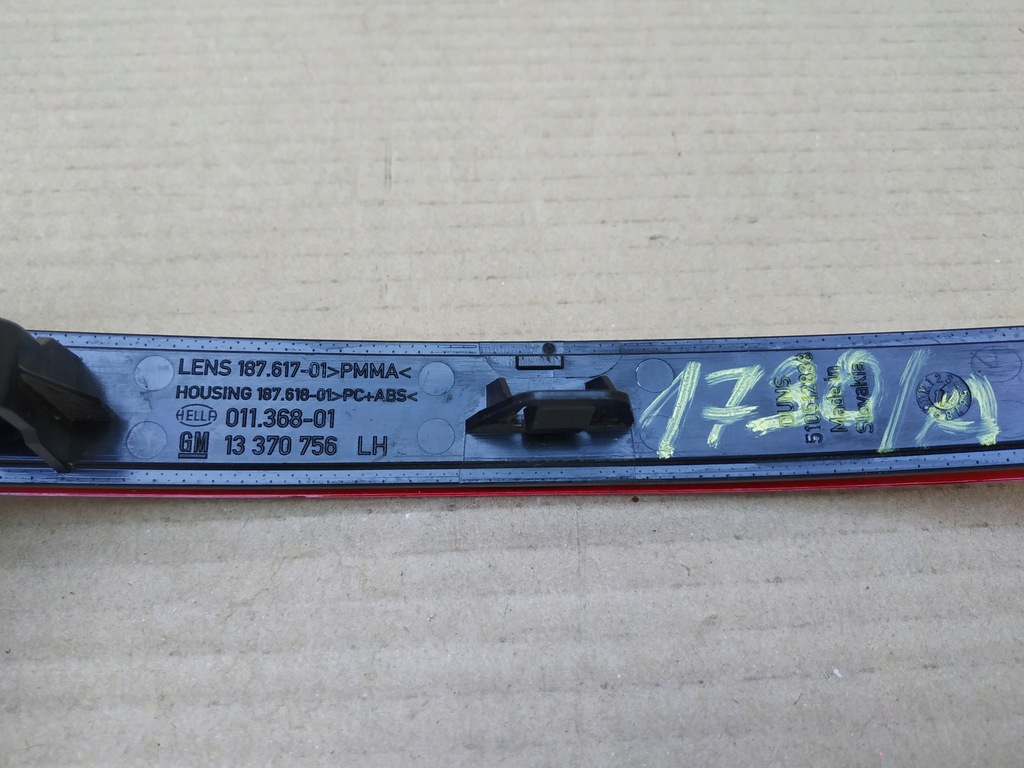 LENS 187.617-01>PMMA<
HOUSING 187.618-01>PC+ABS<
HELLA 011.368-01
GM 13 370 756 LH
DUNS
Made in
Slovakia